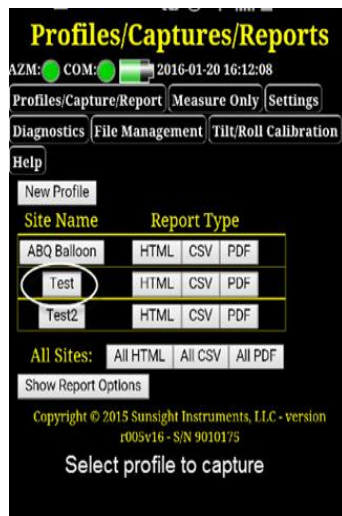 Profiles/Captures/Reports
AZM: COM: 2016-01-20 16:12:08
Profiles/Capture/Report Measure Only Settings
Diagnostics File Management Tilt/Roll Calibration
Help
New Profile
Site Name Report Type
ABQ Balloon HTML CSV PDF
Test HTML CSV PDF
Test2 HTML CSV PDF
All Sites: All HTML All CSV All PDF
Show Report Options
Copyright © 2015 Sunsight Instruments, LLC - version
r005v16 - S/N 9010175
Select profile to capture